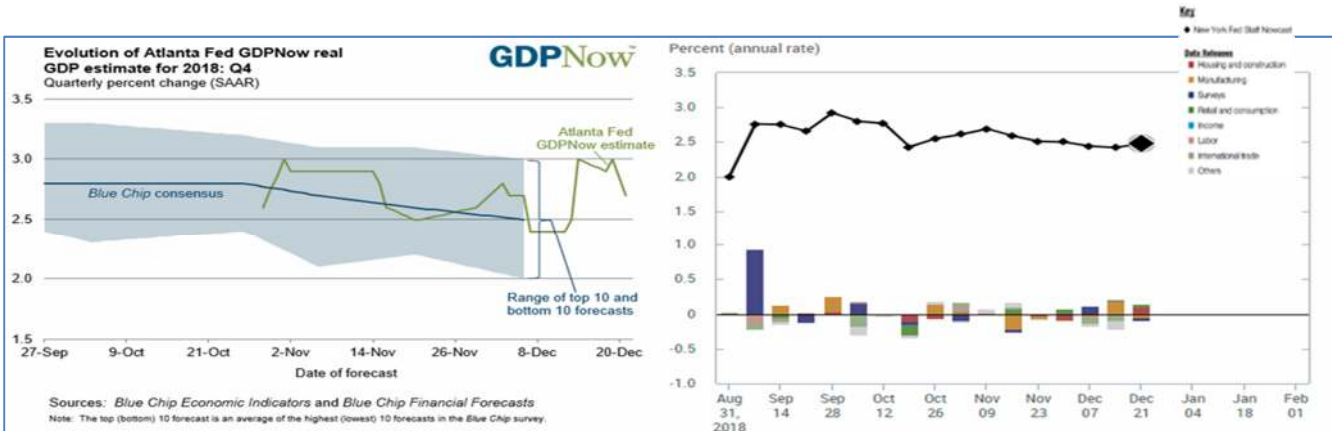 Evolution of Atlanta Fed GDPNow real
GDP estimate for 2018: Q4
Quarterly percent change (SAAR)
GDPNow™
3.5
3.0
2.5
2.0
1.5
Atlanta Fed
GDPNow estimate
Blue Chip consensus
Range of top 10 and
bottom 10 forecasts
27-Sep 9-Oct 21-Oct 2-Nov 14-Nov 26-Nov 8-Dec 20-Dec
Date of forecast
Sources: Blue Chip Economic Indicators and Blue Chip Financial Forecasts
Note: The top (bottom) 10 forecast is an average of the highest (lowest) 10 forecasts in the Blue Chip survey.
Percent (annual rate)
3.5
3.0
2.5
2.0
1.5
1.0
0.5
0
-0.5
-1.0
Aug Sep Sep Oct Oct Nov Nov Dec Dec Jan Jan Feb
31, 14 28 12 26 09 23 07 21 04 18 01
2018
Key
New York Fed Staff Nowcast
Data Releases
Housing and construction
Manufacturing
Surveys
Retail and consumption
Income
Labor
International trade
Others